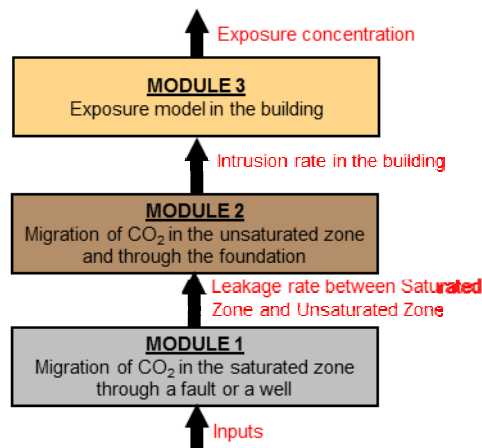 Exposure concentration
MODULE 3
Exposure model in the building
Intrusion rate in the building
MODULE 2
Migration of CO₂ in the unsaturated zone
and through the foundation
Leakage rate between Saturated
Zone and Unsaturated Zone
MODULE 1
Migration of CO₂ in the saturated zone
through a fault or a well
Inputs